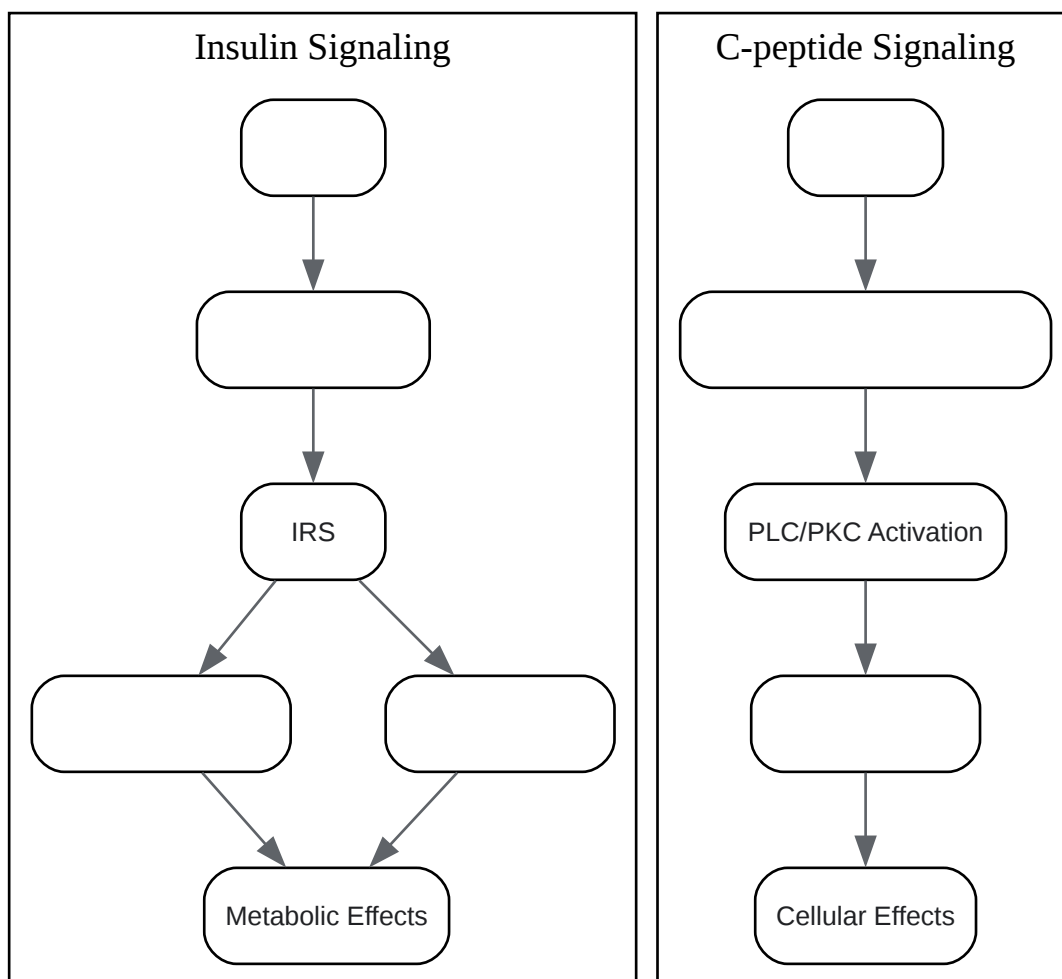 Insulin Signaling
C-peptide Signaling
IRS
PLC/PKC Activation
Metabolic Effects
Cellular Effects